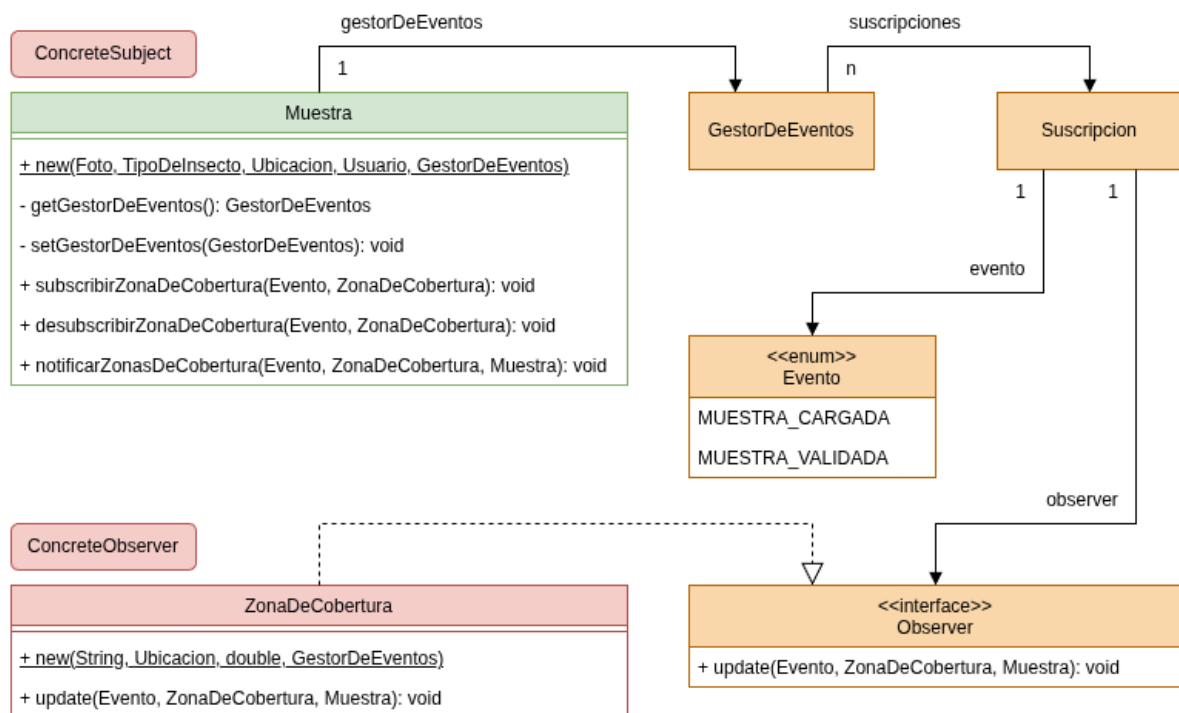 gestorDeEventos
suscripciones
ConcreteSubject
1
n
Muestra
GestorDeEventos
Suscripcion
+ new(Foto, TipoDeInsecto, Ubicacion, Usuario, GestorDeEventos)
- getGestorDeEventos(): GestorDeEventos
- setGestorDeEventos(GestorDeEventos): void
+ subscribirZonaDeCobertura(Evento, ZonaDeCobertura): void
+ desubscribirZonaDeCobertura(Evento, ZonaDeCobertura): void
+ notificarZonasDeCobertura(Evento, ZonaDeCobertura, Muestra): void
1
1
evento
<<enum>>
Evento
MUESTRA_CARGADA
MUESTRA_VALIDADA
observer
ConcreteObserver
ZonaDeCobertura
+ new(String, Ubicacion, double, GestorDeEventos)
+ update(Evento, ZonaDeCobertura, Muestra): void
<<interface>>
Observer
+ update(Evento, ZonaDeCobertura, Muestra): void